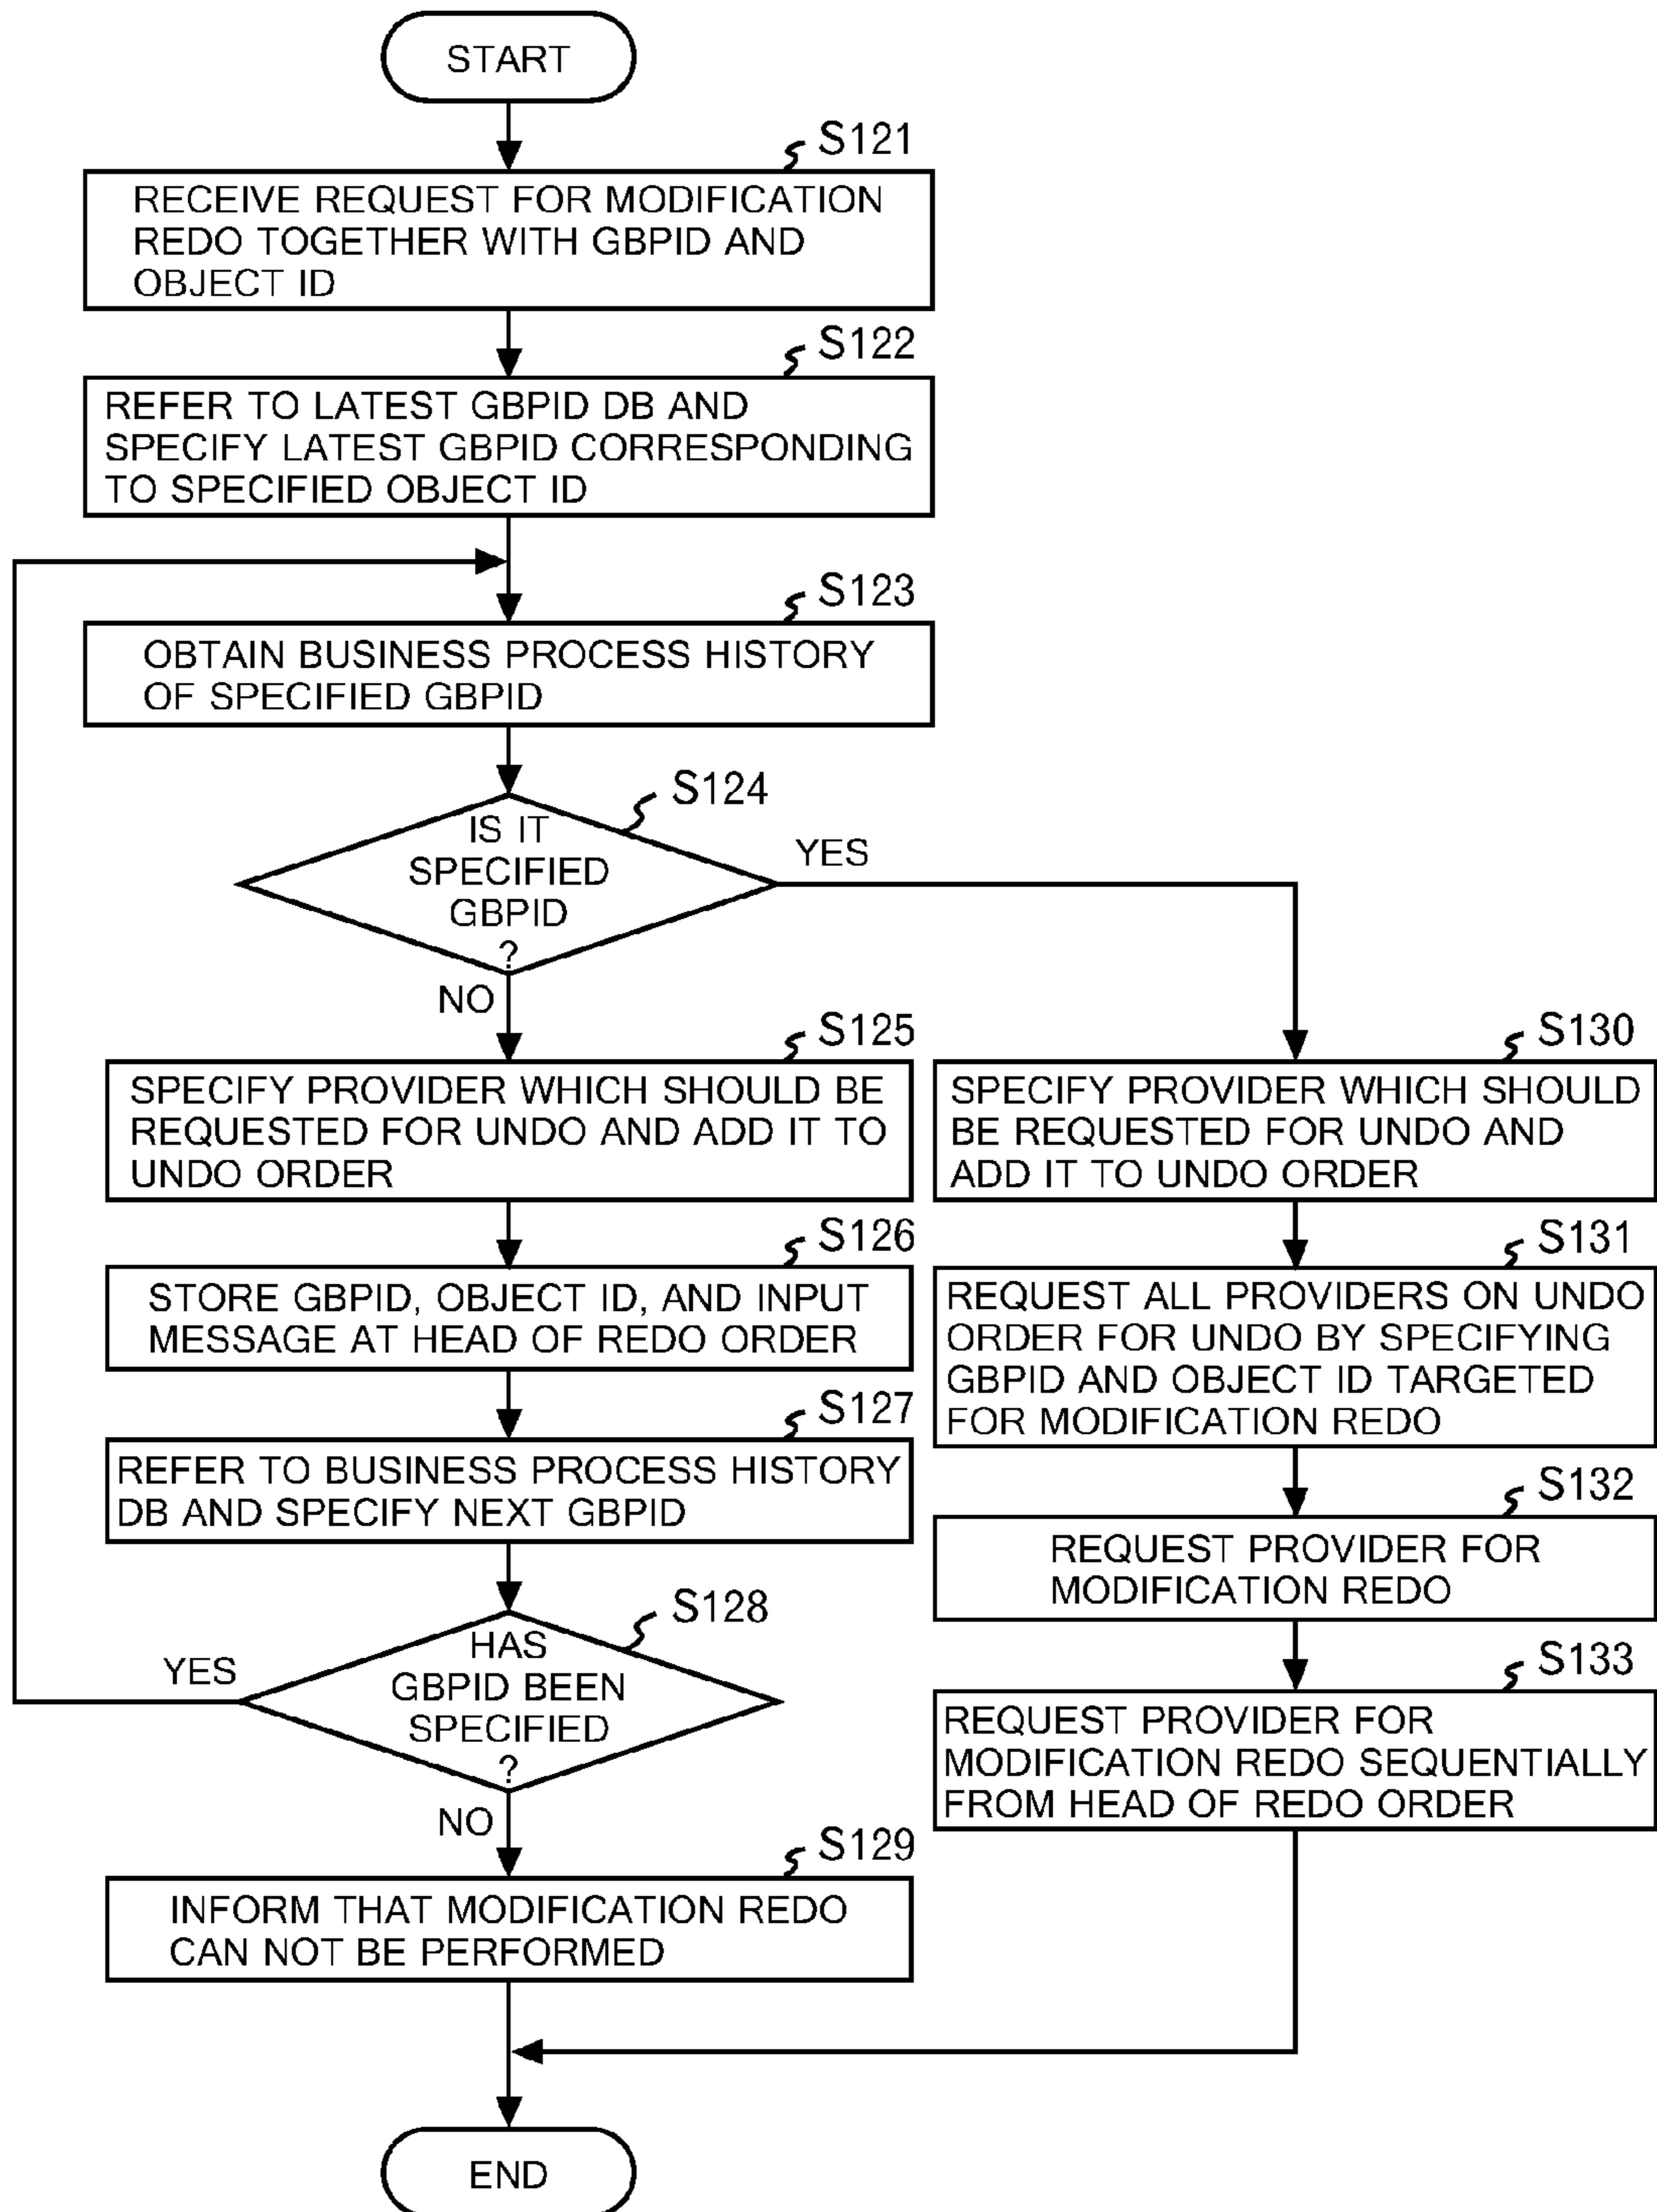 START
S121
RECEIVE REQUEST FOR MODIFICATION
REDO TOGETHER WITH GBPID AND
OBJECT ID
S122
REFER TO LATEST GBPID DB AND
SPECIFY LATEST GBPID CORRESPONDING
TO SPECIFIED OBJECT ID
S123
OBTAIN BUSINESS PROCESS HISTORY
OF SPECIFIED GBPID
S124
IS IT
SPECIFIED
GBPID
?
YES
NO
S125
SPECIFY PROVIDER WHICH SHOULD BE
REQUESTED FOR UNDO AND ADD IT TO
UNDO ORDER
S126
STORE GBPID, OBJECT ID, AND INPUT
MESSAGE AT HEAD OF REDO ORDER
S127
REFER TO BUSINESS PROCESS HISTORY
DB AND SPECIFY NEXT GBPID
S128
HAS
GBPID BEEN
SPECIFIED
?
YES
NO
S129
INFORM THAT MODIFICATION REDO
CAN NOT BE PERFORMED
S130
SPECIFY PROVIDER WHICH SHOULD
BE REQUESTED FOR UNDO AND
ADD IT TO UNDO ORDER
S131
REQUEST ALL PROVIDERS ON UNDO
ORDER FOR UNDO BY SPECIFYING
GBPID AND OBJECT ID TARGETED
FOR MODIFICATION REDO
S132
REQUEST PROVIDER FOR
MODIFICATION REDO
S133
REQUEST PROVIDER FOR
MODIFICATION REDO SEQUENTIALLY
FROM HEAD OF REDO ORDER
END